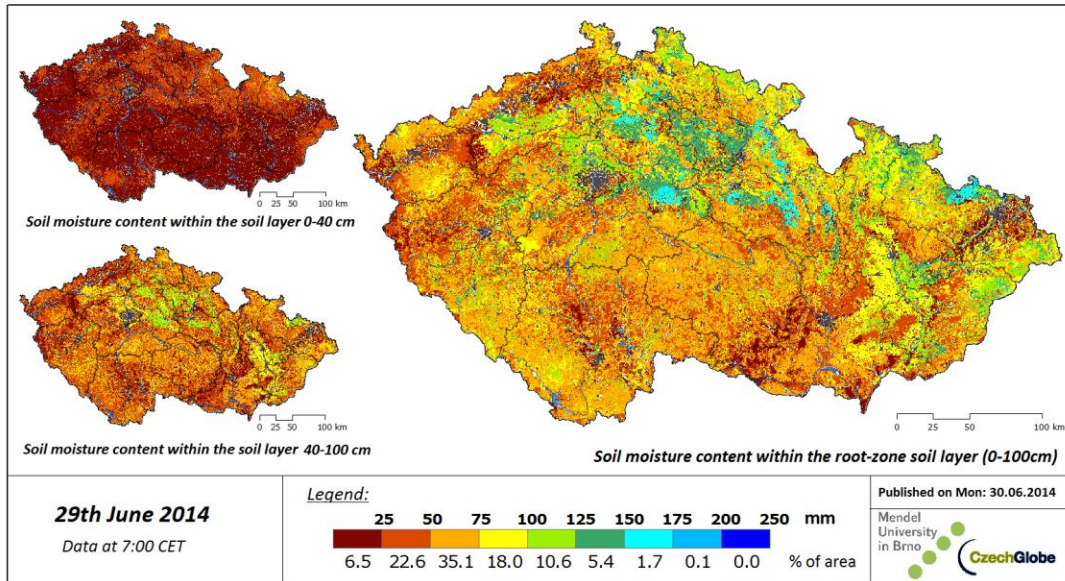 0 25 50 100 km
Soil moisture content within the soil layer 0-40 cm
0 25 50 100 km
Soil moisture content within the soil layer 40-100 cm
0 25 50 100 km
Soil moisture content within the root-zone soil layer (0-100cm)
29th June 2014
Data at 7:00 CET
Legend:
25 50 75 100 125 150 175 200 250 mm
6.5 22.6 35.1 18.0 10.6 5.4 1.7 0.1 0.0 % of area
Published on Mon: 30.06.2014
Mendel
University
in Brno
CzechGlobe